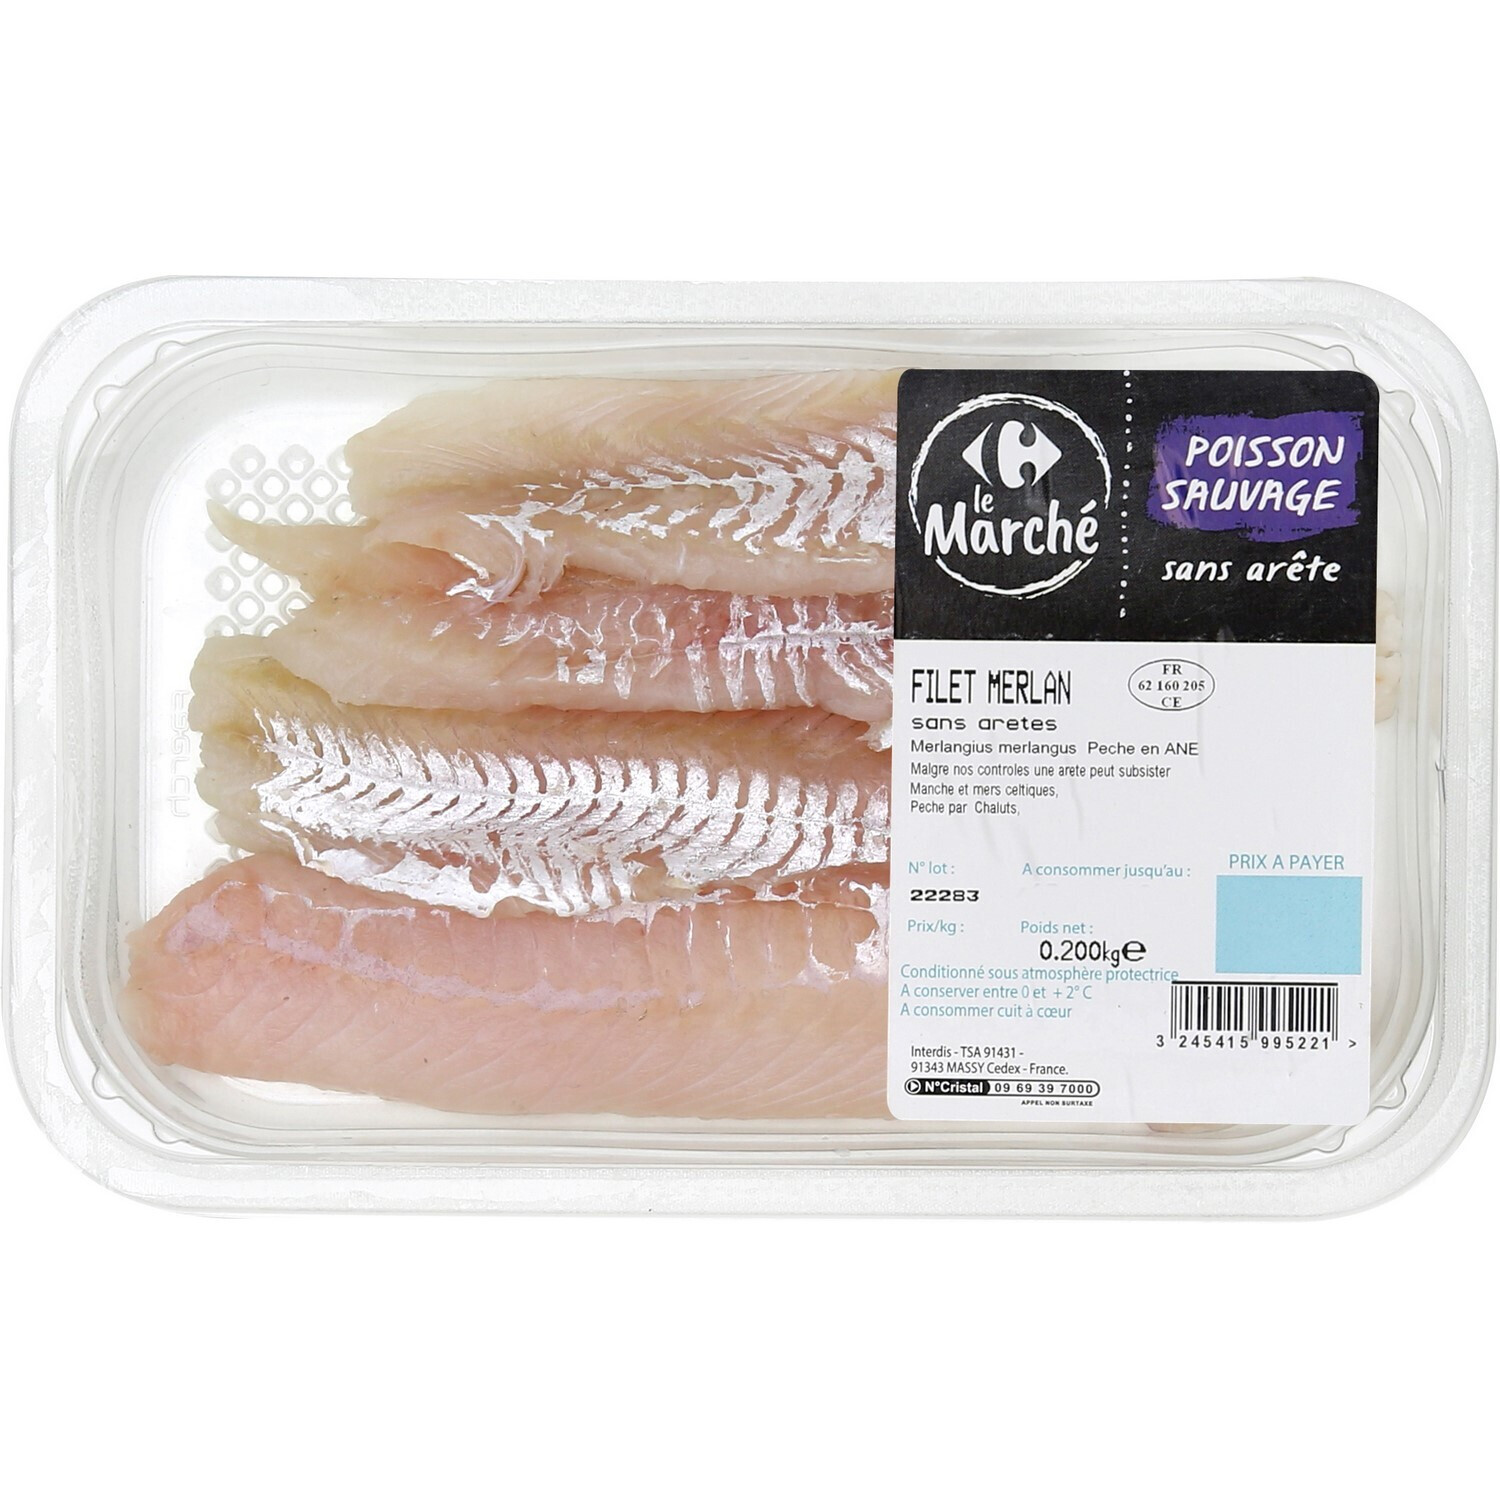 le
Marché
POISSON
SAUVAGE
sans arête
FILET MERLAN
sans aretes
FR
62 160 205
CE
Merlangius merlangus Peche en ANE
Malgre nos controles une arete peut subsister
Manche et mers celtiques,
Peche par Chaluts,
N° lot :
A consommer jusqu'au :
PRIX A PAYER
22283
Prix/kg :
Poids net :
0.200kg℮
Conditionné sous atmosphère protectrice
A conserver entre 0 et + 2° C
A consommer cuit à cœur
3 245415 995221 >
Interdis - TSA 91431 -
91343 MASSY Cedex - France.
N°Cristal 09 69 39 7000
APPEL NON SURTAXE